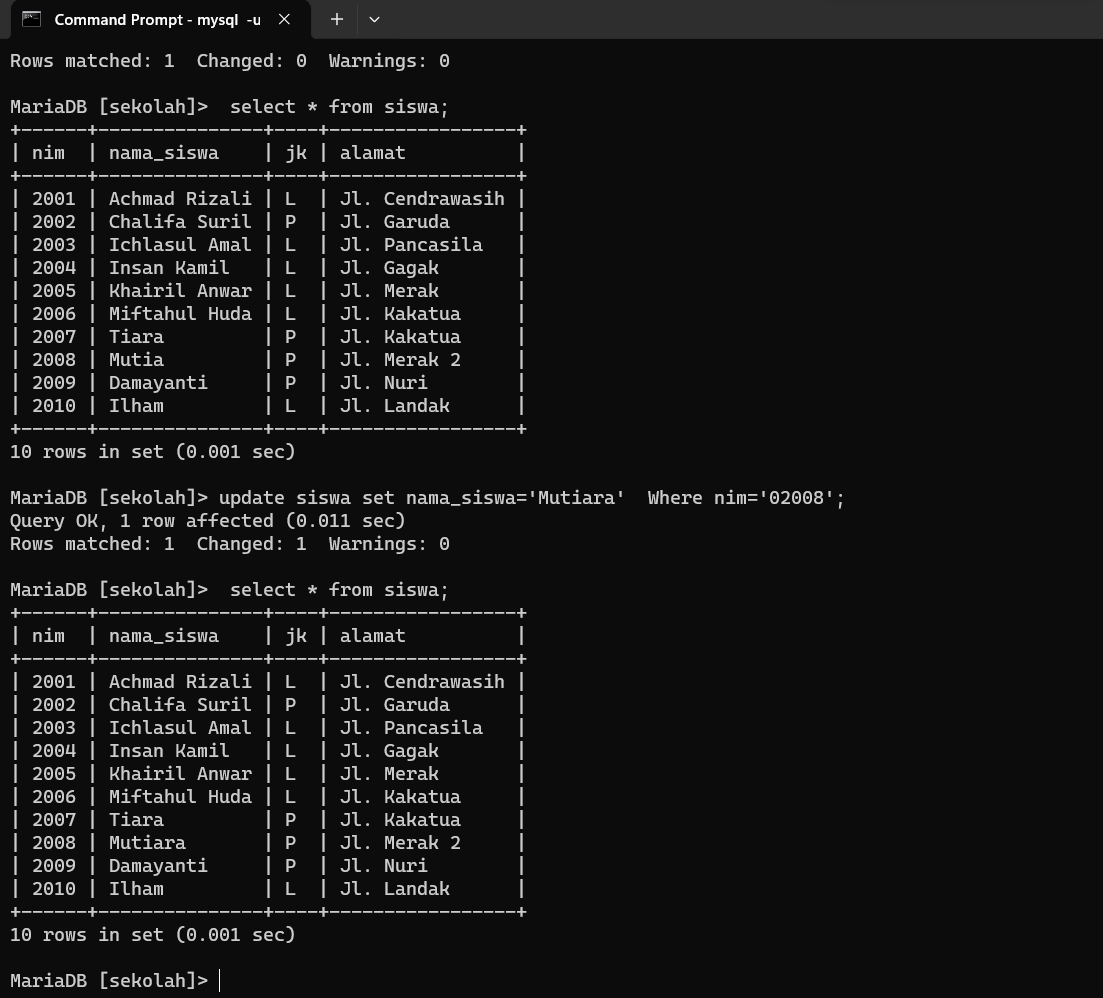 Command Prompt - mysql -u
Rows matched: 1  Changed: 0  Warnings: 0
MariaDB [sekolah]>  select * from siswa;
+------+---------------+----+-----------------+
| nim  | nama_siswa    | jk | alamat          |
+------+---------------+----+-----------------+
| 2001 | Achmad Rizali | L  | Jl. Cendrawasih |
| 2002 | Chalifa Suril | P  | Jl. Garuda      |
| 2003 | Ichlasul Amal | L  | Jl. Pancasila   |
| 2004 | Insan Kamil   | L  | Jl. Gagak       |
| 2005 | Khairil Anwar | L  | Jl. Merak       |
| 2006 | Miftahul Huda | L  | Jl. Kakatua     |
| 2007 | Tiara         | P  | Jl. Kakatua     |
| 2008 | Mutia         | P  | Jl. Merak 2     |
| 2009 | Damayanti     | P  | Jl. Nuri        |
| 2010 | Ilham         | L  | Jl. Landak      |
+------+---------------+----+-----------------+
10 rows in set (0.001 sec)
MariaDB [sekolah]> update siswa set nama_siswa='Mutiara'  Where nim='02008';
Query OK, 1 row affected (0.011 sec)
Rows matched: 1  Changed: 1  Warnings: 0
MariaDB [sekolah]>  select * from siswa;
+------+---------------+----+-----------------+
| nim  | nama_siswa    | jk | alamat          |
+------+---------------+----+-----------------+
| 2001 | Achmad Rizali | L  | Jl. Cendrawasih |
| 2002 | Chalifa Suril | P  | Jl. Garuda      |
| 2003 | Ichlasul Amal | L  | Jl. Pancasila   |
| 2004 | Insan Kamil   | L  | Jl. Gagak       |
| 2005 | Khairil Anwar | L  | Jl. Merak       |
| 2006 | Miftahul Huda | L  | Jl. Kakatua     |
| 2007 | Tiara         | P  | Jl. Kakatua     |
| 2008 | Mutiara       | P  | Jl. Merak 2     |
| 2009 | Damayanti     | P  | Jl. Nuri        |
| 2010 | Ilham         | L  | Jl. Landak      |
+------+---------------+----+-----------------+
10 rows in set (0.001 sec)
MariaDB [sekolah]>